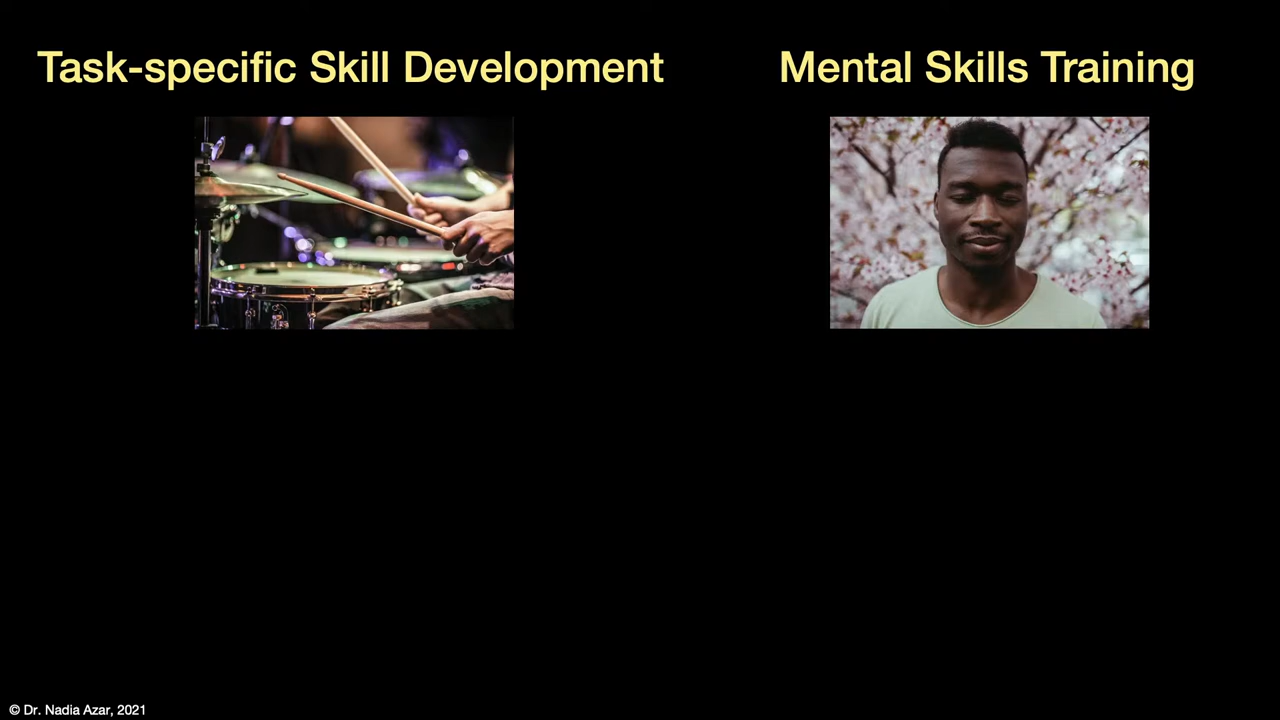 Task-specific Skill Development
Mental Skills Training
© Dr. Nadia Azar, 2021